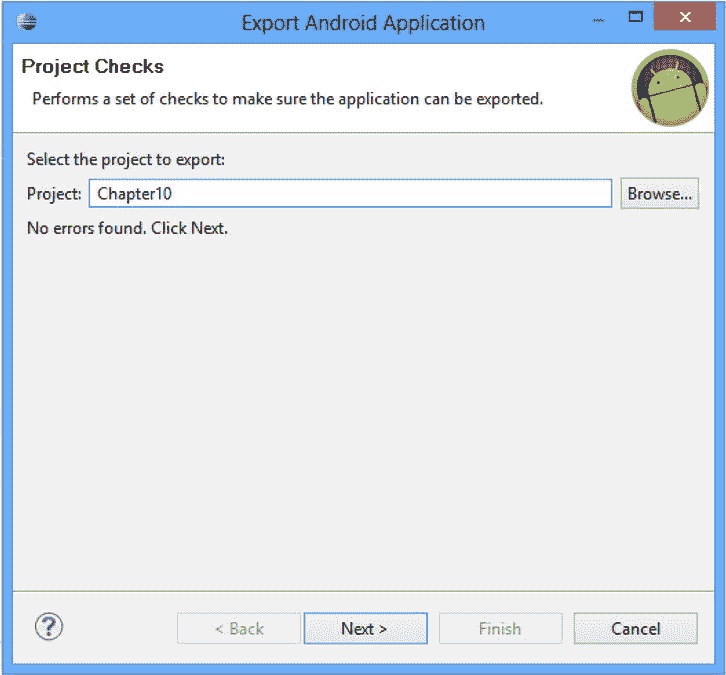 Export Android Application
Project Checks
Performs a set of checks to make sure the application can be exported.
Select the project to export:
Project: Chapter10 Browse...
No errors found. Click Next.
? < Back Next > Finish Cancel